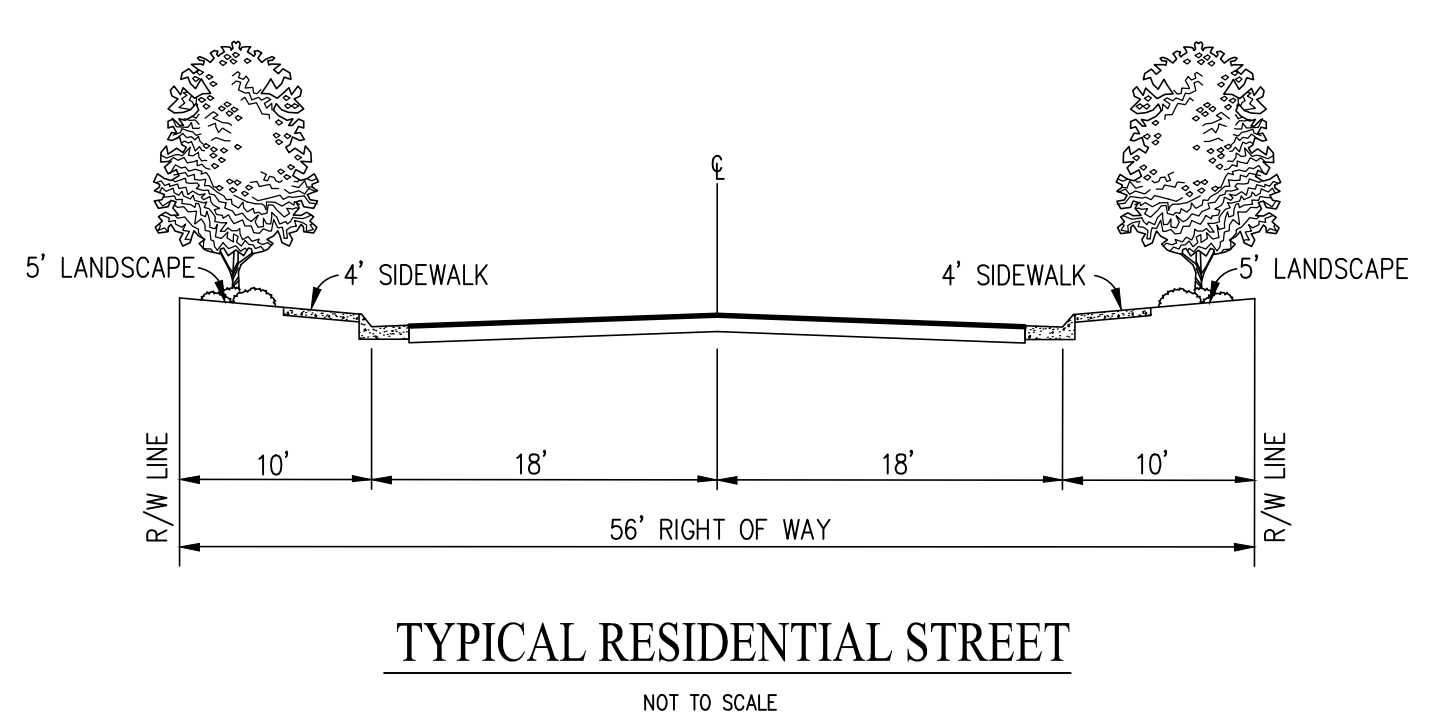 ℄
5' LANDSCAPE
4' SIDEWALK
4' SIDEWALK
5' LANDSCAPE
R/W LINE
10'
18'
18'
10'
R/W LINE
56' RIGHT OF WAY
TYPICAL RESIDENTIAL STREET
NOT TO SCALE